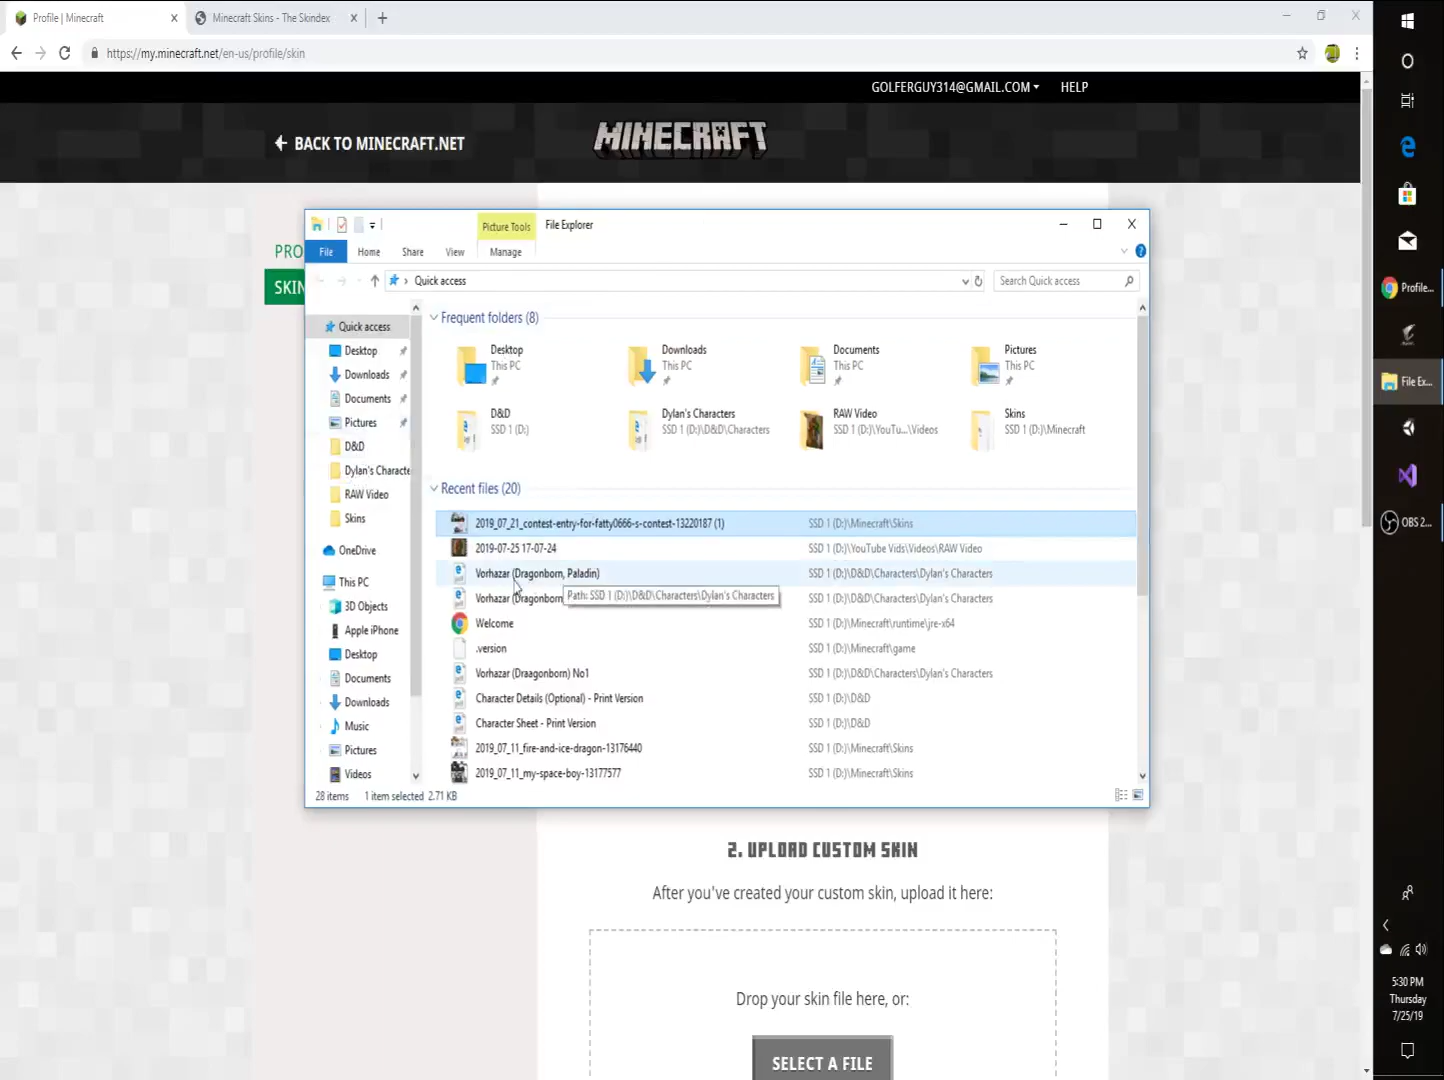 Profile | Minecraft
Minecraft Skins - The Skindex
https://my.minecraft.net/en-us/profile/skin
GOLFERGUY314@GMAIL.COM HELP
BACK TO MINECRAFT.NET
MINECRAFT
PRO
SKIN
Picture Tools File Explorer
File Home Share View Manage
Quick access
Search Quick access
Quick access
Desktop
Downloads
Documents
Pictures
D&D
Dylan's Characte
RAW Video
Skins
OneDrive
This PC
3D Objects
Apple iPhone
Desktop
Documents
Downloads
Music
Pictures
Videos
Frequent folders (8)
Desktop
This PC
Downloads
This PC
Documents
This PC
Pictures
This PC
D&D
SSD 1 (D:)
Dylan's Characters
SSD 1 (D:)\D&D\Characters
RAW Video
SSD 1 (D:)\YouTu...\Videos
Skins
SSD 1 (D:)\Minecraft
Recent files (20)
2019_07_21_contest-entry-for-fatty0666-s-contest-13220187 (1) SSD 1 (D:)\Minecraft\Skins
2019-07-25 17-07-24 SSD 1 (D:)\YouTube Vids\Videos\RAW Video
Vorhazar (Dragonborn, Paladin) SSD 1 (D:)\D&D\Characters\Dylan's Characters
Vorhazar (Dragonborn SSD 1 (D:)\D&D\Characters\Dylan's Characters
Path: SSD 1 (D:)\D&D\Characters\Dylan's Characters
Welcome SSD 1 (D:)\Minecraft\runtime\jre-x64
.version SSD 1 (D:)\Minecraft\game
Vorhazar (Draagonborn) No1 SSD 1 (D:)\D&D\Characters\Dylan's Characters
Character Details (Optional) - Print Version SSD 1 (D:)\D&D
Character Sheet - Print Version SSD 1 (D:)\D&D
2019_07_11_fire-and-ice-dragon-13176440 SSD 1 (D:)\Minecraft\Skins
2019_07_11_my-space-boy-13177577 SSD 1 (D:)\Minecraft\Skins
28 items 1 item selected 2.71 KB
2. UPLOAD CUSTOM SKIN
After you've created your custom skin, upload it here:
Drop your skin file here, or:
SELECT A FILE
Profile...
File Ex...
OBS 2...
5:30 PM
Thursday
7/25/19